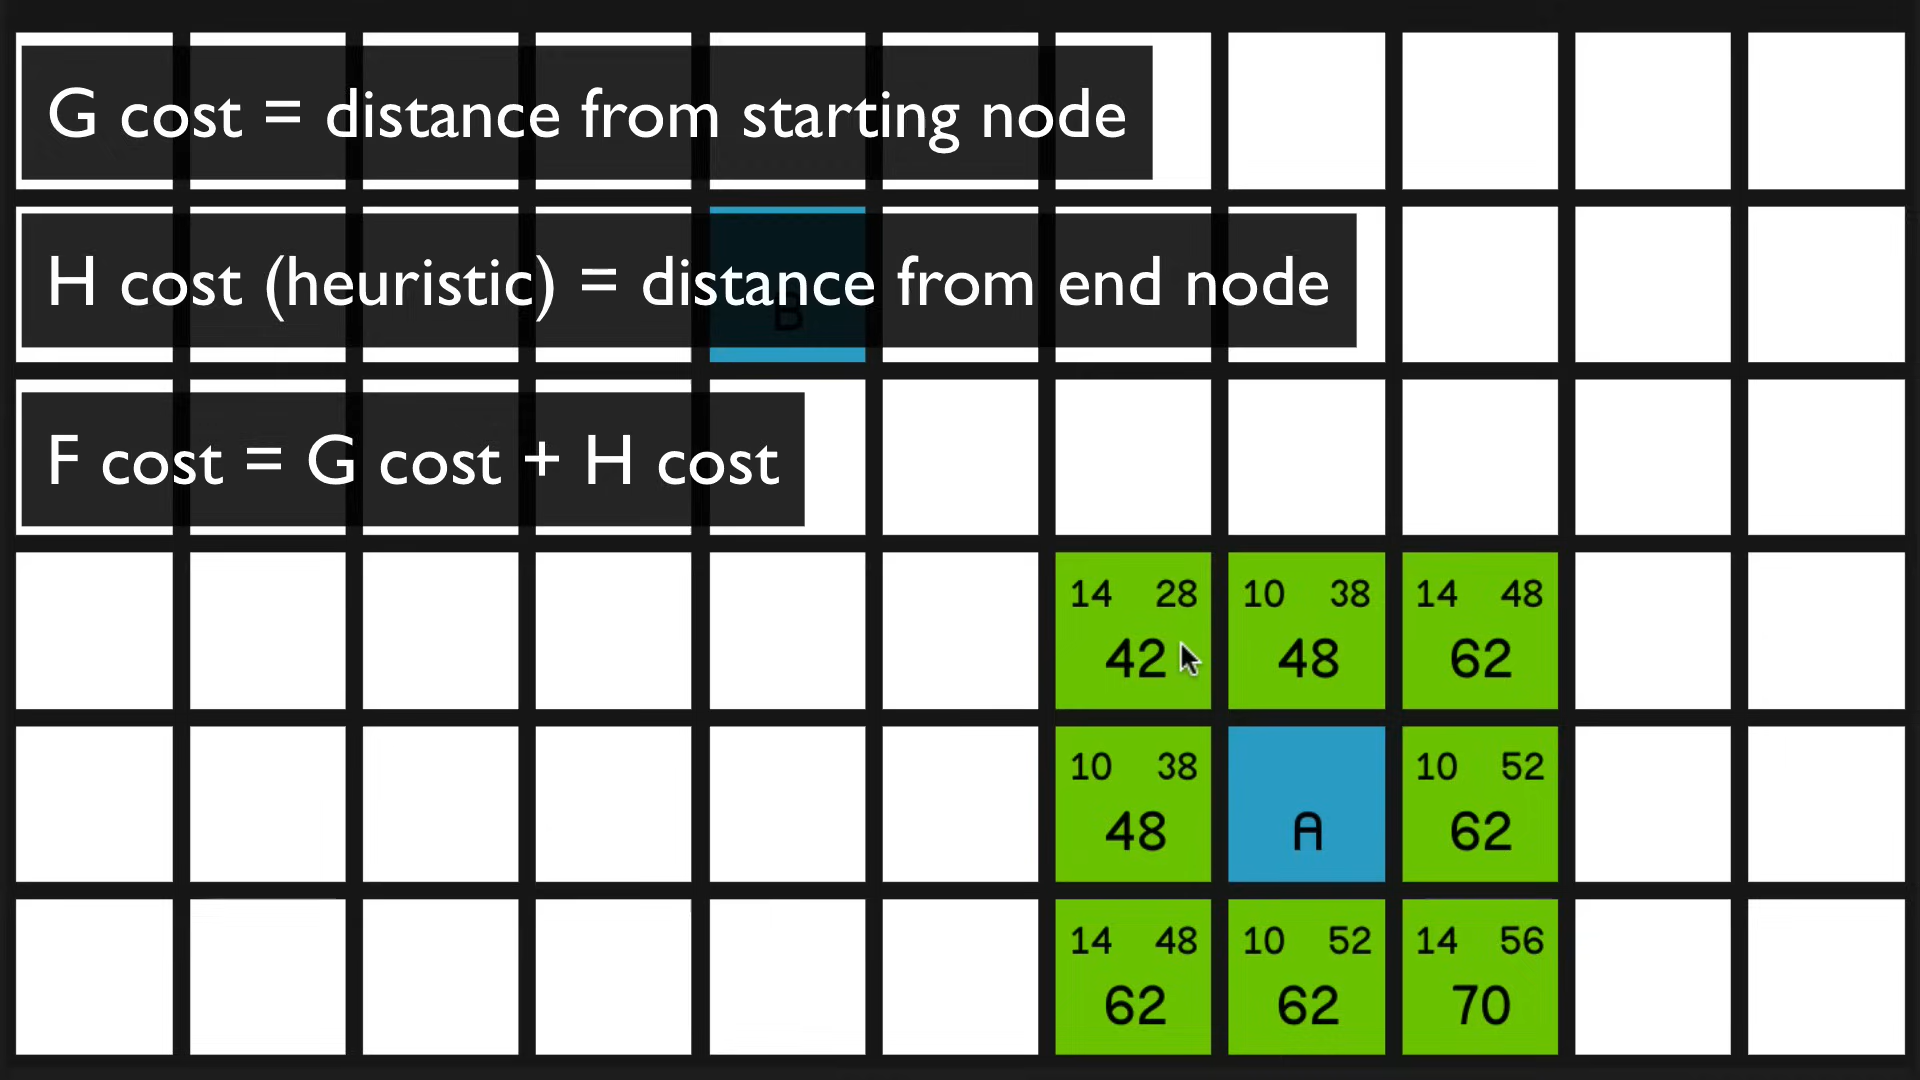 G cost = distance from starting node
H cost (heuristic) = distance from end node
B
F cost = G cost + H cost
14 28 10 38 14 48
42 48 62
10 38 10 52
48 A 62
14 48 10 52 14 56
62 62 70